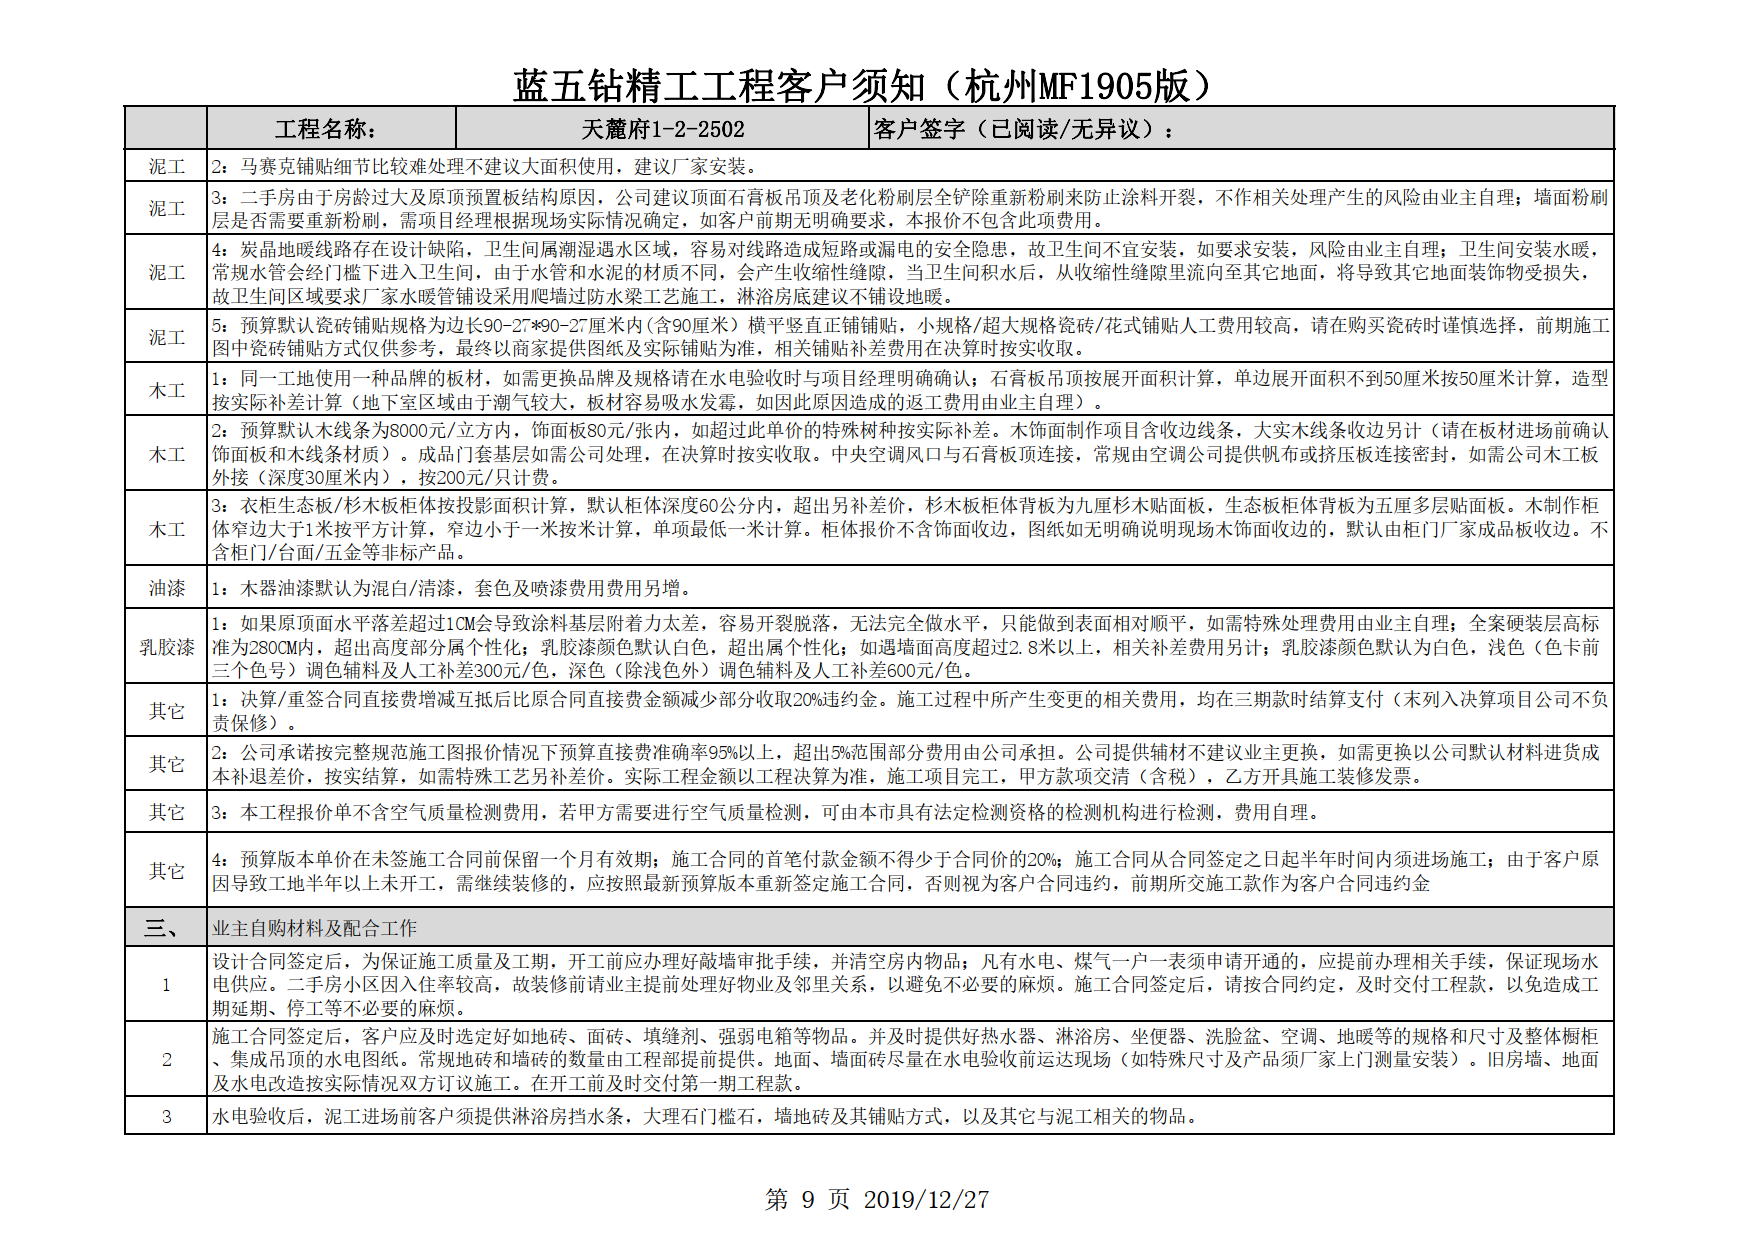 蓝五钻精工工程客户须知（杭州MF1905版）
工程名称：
天麓府1-2-2502
客户签字（已阅读/无异议）：
泥工
2：马赛克铺贴细节比较难处理不建议大面积使用，建议厂家安装。
泥工
3：二手房由于房龄过大及原顶预置板结构原因，公司建议顶面石膏板吊顶及老化粉刷层全铲除重新粉刷来防止涂料开裂，不作相关处理产生的风险由业主自理；墙面粉刷
层是否需要重新粉刷，需项目经理根据现场实际情况确定，如客户前期无明确要求，本报价不包含此项费用。
泥工
4：炭晶地暖线路存在设计缺陷，卫生间属潮湿遇水区域，容易对线路造成短路或漏电的安全隐患，故卫生间不宜安装，如要求安装，风险由业主自理；卫生间安装水暖，
常规水管会经门槛下进入卫生间，由于水管和水泥的材质不同，会产生收缩性缝隙，当卫生间积水后，从收缩性缝隙里流向至其它地面，将导致其它地面装饰物受损失，
故卫生间区域要求厂家水暖管铺设采用爬墙过防水梁工艺施工，淋浴房底建议不铺设地暖。
泥工
5：预算默认瓷砖铺贴规格为边长90-27*90-27厘米内(含90厘米）横平竖直正铺铺贴，小规格/超大规格瓷砖/花式铺贴人工费用较高，请在购买瓷砖时谨慎选择，前期施工
图中瓷砖铺贴方式仅供参考，最终以商家提供图纸及实际铺贴为准，相关铺贴补差费用在决算时按实收取。
木工
1：同一工地使用一种品牌的板材，如需更换品牌及规格请在水电验收时与项目经理明确确认；石膏板吊顶按展开面积计算，单边展开面积不到50厘米按50厘米计算，造型
按实际补差计算（地下室区域由于潮气较大，板材容易吸水发霉，如因此原因造成的返工费用由业主自理）。
木工
2：预算默认木线条为8000元/立方内，饰面板80元/张内，如超过此单价的特殊树种按实际补差。木饰面制作项目含收边线条，大实木线条收边另计（请在板材进场前确认
饰面板和木线条材质）。成品门套基层如需公司处理，在决算时按实收取。中央空调风口与石膏板顶连接，常规由空调公司提供帆布或挤压板连接密封，如需公司木工板
外接（深度30厘米内），按200元/只计费。
木工
3：衣柜生态板/杉木板柜体按投影面积计算，默认柜体深度60公分内，超出另补差价，杉木板柜体背板为九厘杉木贴面板，生态板柜体背板为五厘多层贴面板。木制作柜
体窄边大于1米按平方计算，窄边小于一米按米计算，单项最低一米计算。柜体报价不含饰面收边，图纸如无明确说明现场木饰面收边的，默认由柜门厂家成品板收边。不
含柜门/台面/五金等非标产品。
油漆
1：木器油漆默认为混白/清漆，套色及喷漆费用费用另增。
乳胶漆
1：如果原顶面水平落差超过1CM会导致涂料基层附着力太差，容易开裂脱落，无法完全做水平，只能做到表面相对顺平，如需特殊处理费用由业主自理；全案硬装层高标
准为280CM内，超出高度部分属个性化；乳胶漆颜色默认白色，超出属个性化；如遇墙面高度超过2.8米以上，相关补差费用另计；乳胶漆颜色默认为白色，浅色（色卡前
三个色号）调色辅料及人工补差300元/色，深色（除浅色外）调色辅料及人工补差600元/色。
其它
1：决算/重签合同直接费增减互抵后比原合同直接费金额减少部分收取20%违约金。施工过程中所产生变更的相关费用，均在三期款时结算支付（末列入决算项目公司不负
责保修）。
其它
2：公司承诺按完整规范施工图报价情况下预算直接费准确率95%以上，超出5%范围部分费用由公司承担。公司提供辅材不建议业主更换，如需更换以公司默认材料进货成
本补退差价，按实结算，如需特殊工艺另补差价。实际工程金额以工程决算为准，施工项目完工，甲方款项交清（含税），乙方开具施工装修发票。
其它
3：本工程报价单不含空气质量检测费用，若甲方需要进行空气质量检测，可由本市具有法定检测资格的检测机构进行检测，费用自理。
其它
4：预算版本单价在未签施工合同前保留一个月有效期；施工合同的首笔付款金额不得少于合同价的20%；施工合同从合同签定之日起半年时间内须进场施工；由于客户原
因导致工地半年以上未开工，需继续装修的，应按照最新预算版本重新签定施工合同，否则视为客户合同违约，前期所交施工款作为客户合同违约金
三、
业主自购材料及配合工作
1
设计合同签定后，为保证施工质量及工期，开工前应办理好敲墙审批手续，并清空房内物品；凡有水电、煤气一户一表须申请开通的，应提前办理相关手续，保证现场水
电供应。二手房小区因入住率较高，故装修前请业主提前处理好物业及邻里关系，以避免不必要的麻烦。施工合同签定后，请按合同约定，及时交付工程款，以免造成工
期延期、停工等不必要的麻烦。
2
施工合同签定后，客户应及时选定好如地砖、面砖、填缝剂、强弱电箱等物品。并及时提供好热水器、淋浴房、坐便器、洗脸盆、空调、地暖等的规格和尺寸及整体橱柜
、集成吊顶的水电图纸。常规地砖和墙砖的数量由工程部提前提供。地面、墙面砖尽量在水电验收前运达现场（如特殊尺寸及产品须厂家上门测量安装）。旧房墙、地面
及水电改造按实际情况双方订议施工。在开工前及时交付第一期工程款。
3
水电验收后，泥工进场前客户须提供淋浴房挡水条，大理石门槛石，墙地砖及其铺贴方式，以及其它与泥工相关的物品。
第 9 页 2019/12/27